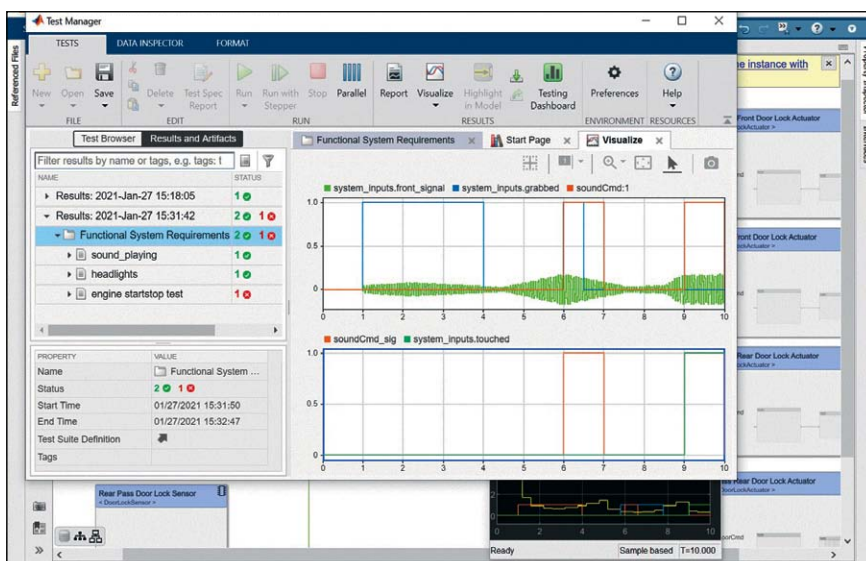 Test Manager
TESTS DATA INSPECTOR FORMAT
New Open Save Delete Test Spec Report Run Run with Stepper Stop Parallel Report Visualize Highlight in Model Testing Dashboard Preferences Help
FILE EDIT RUN RESULTS ENVIRONMENT RESOURCES
Referenced Files
Test Browser Results and Artifacts
Filter results by name or tags, e.g. tags: t
NAME STATUS
Results: 2021-Jan-27 15:18:05 1
Results: 2021-Jan-27 15:31:42 2 1
Functional System Requirements 2 1
sound_playing 1
headlights 1
engine startstop test 1
PROPERTY VALUE
Name Functional System ...
Status 2 1
Start Time 01/27/2021 15:31:50
End Time 01/27/2021 15:32:47
Test Suite Definition
Tags
Functional System Requirements Start Page Visualize
system_inputs.front_signal system_inputs.grabbed soundCmd:1
1.0
0.5
0
0 1 2 3 4 5 6 7 8 9 10
soundCmd_sig system_inputs.touched
1.0
0.5
0
0 1 2 3 4 5 6 7 8 9 10
e instance with
Front Door Lock Actuator
LockActuator >
ront Door Lock Actuator
ckActuator >
Rear Door Lock Actuator
LockActuator >
ss Rear Door Lock Actuator
DoorLockActuator >
Rear Pass Door Lock Sensor
< DoorLockSensor >
2
0
0 2 4 6 8 10
Ready Sample based T=10.000